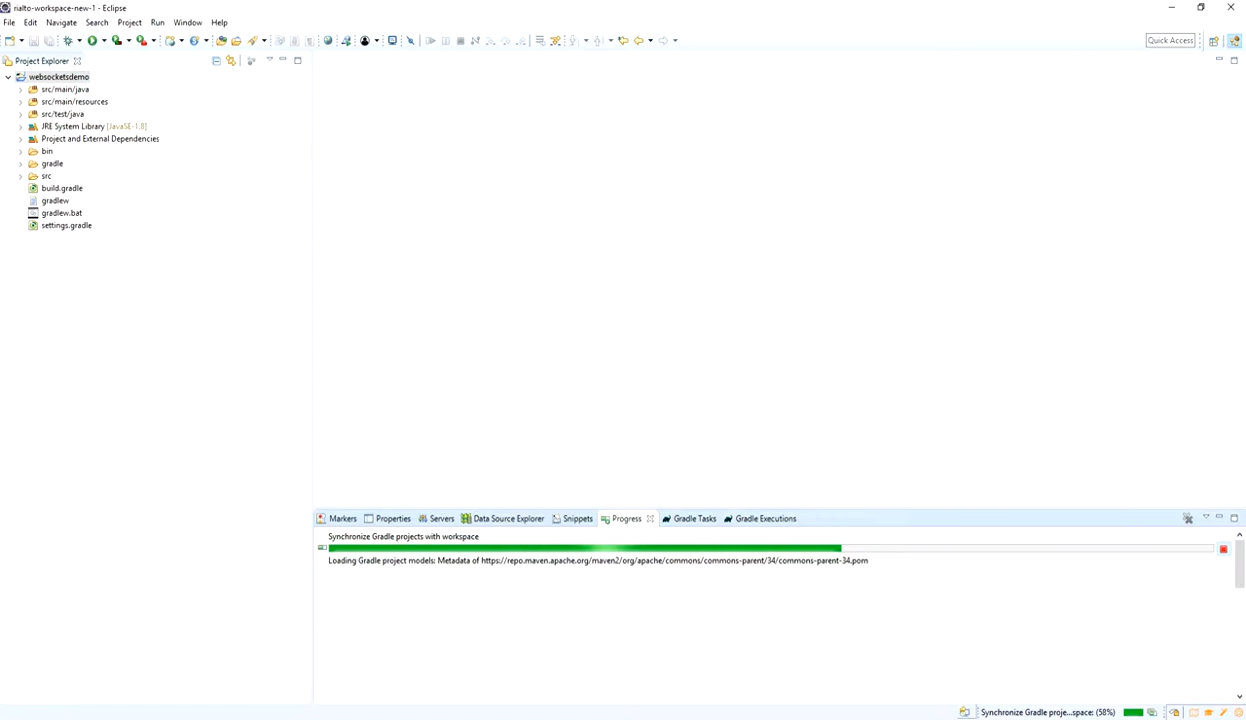 rialto-workspace-new-1 - Eclipse
File Edit Navigate Search Project Run Window Help
Quick Access
Project Explorer
websocketsdemo
src/main/java
src/main/resources
src/test/java
JRE System Library [JavaSE-1.8]
Project and External Dependencies
bin
gradle
src
build.gradle
gradlew
gradlew.bat
settings.gradle
Markers Properties Servers Data Source Explorer Snippets Progress Gradle Tasks Gradle Executions
Synchronize Gradle projects with workspace
Loading Gradle project models: Metadata of https://repo.maven.apache.org/maven2/org/apache/commons/commons-parent/34/commons-parent-34.pom
Synchronize Gradle proje...space: (58%)